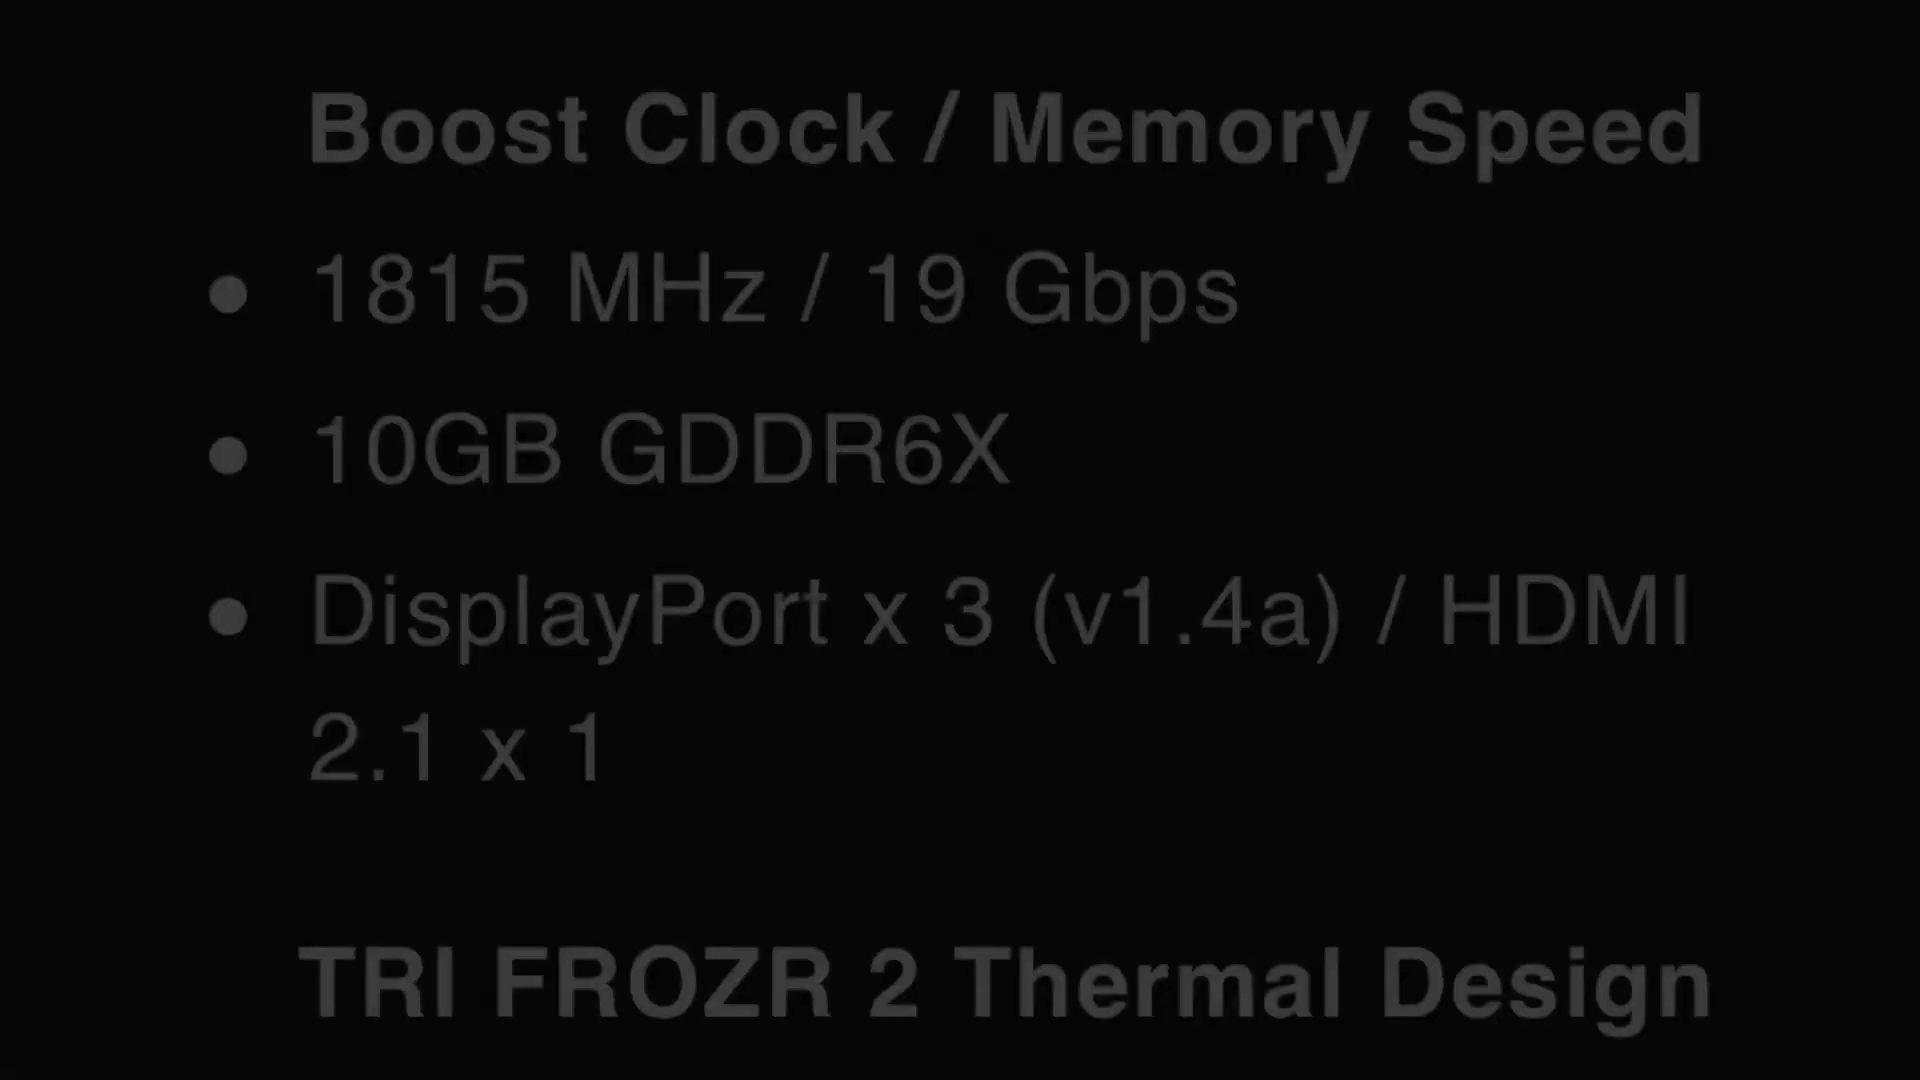 Boost Clock / Memory Speed
• 1815 MHz / 19 Gbps
• 10GB GDDR6X
• DisplayPort x 3 (v1.4a) / HDMI
2.1 x 1
TRI FROZR 2 Thermal Design